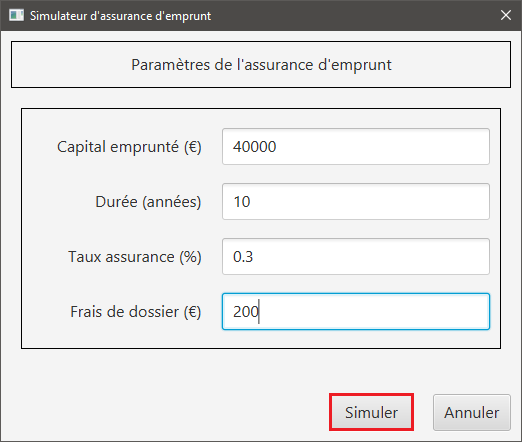 Simulateur d'assurance d'emprunt
Paramètres de l'assurance d'emprunt
Capital emprunté (€) 40000
Durée (années) 10
Taux assurance (%) 0.3
Frais de dossier (€) 200
Simuler Annuler